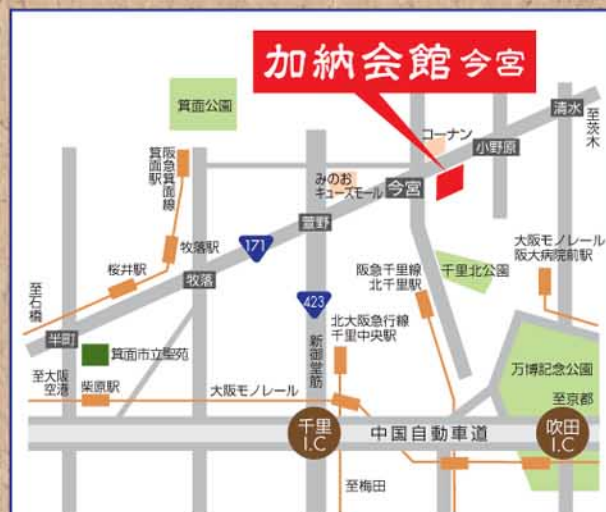 加納会館 今宮
箕面公園
阪急箕面線
箕面駅
コーナン
小野原
清水
至茨木
みのお
キューズモール
今宮
萱野
171
牧落駅
桜井駅
牧落
至石橋
半町
箕面市立聖苑
423
新御堂筋
阪急千里線
北千里駅
千里北公園
大阪モノレール
阪大病院前駅
北大阪急行線
千里中央駅
至大阪
空港
柴原駅
大阪モノレール
万博記念公園
至京都
千里
I.C
中国自動車道
吹田
I.C
至梅田